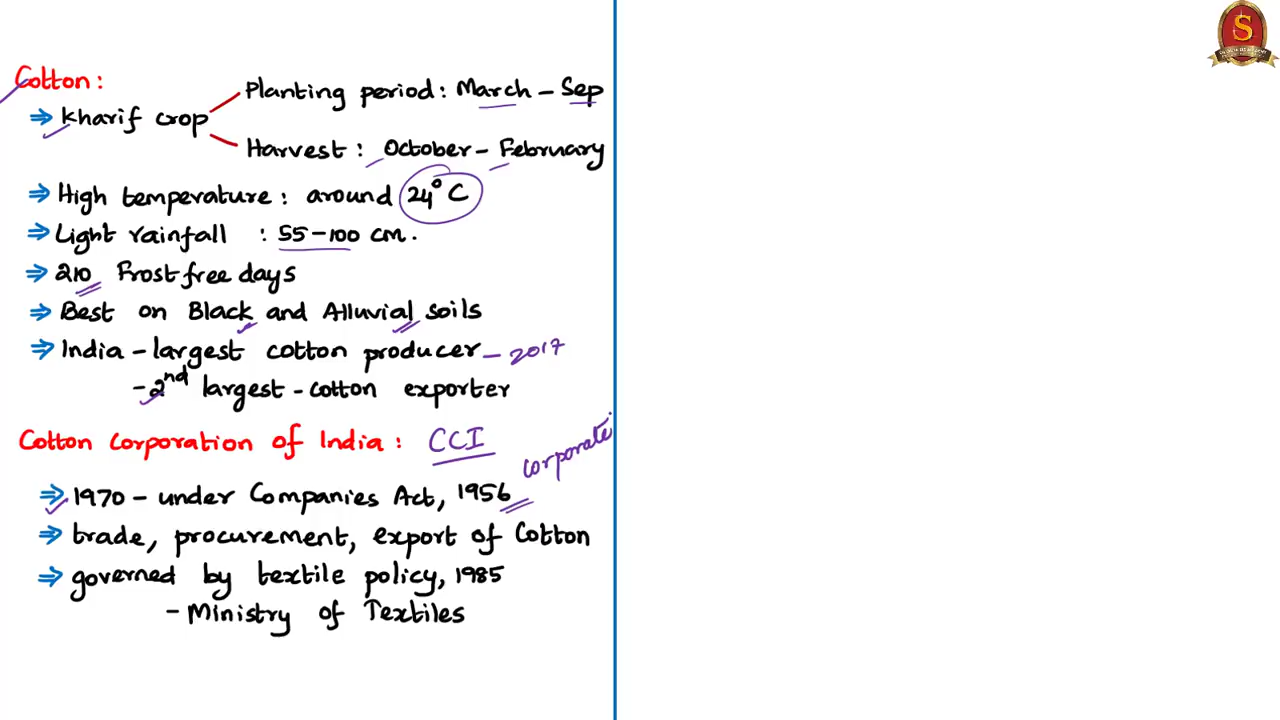 Cotton:
⇒ Kharif crop
Planting period: March - Sep
Harvest: October - February
⇒ High temperature: around 24° C
⇒ Light rainfall : 55-100 cm.
⇒ 210 Frost free days
⇒ Best on Black and Alluvial soils
⇒ India - largest cotton producer - 2017
- 2nd largest - cotton exporter
Cotton Corporation of India: CCI
corporate
⇒ 1970 - under Companies Act, 1956
⇒ trade, procurement, export of Cotton
⇒ governed by textile policy, 1985
- Ministry of Textiles
S